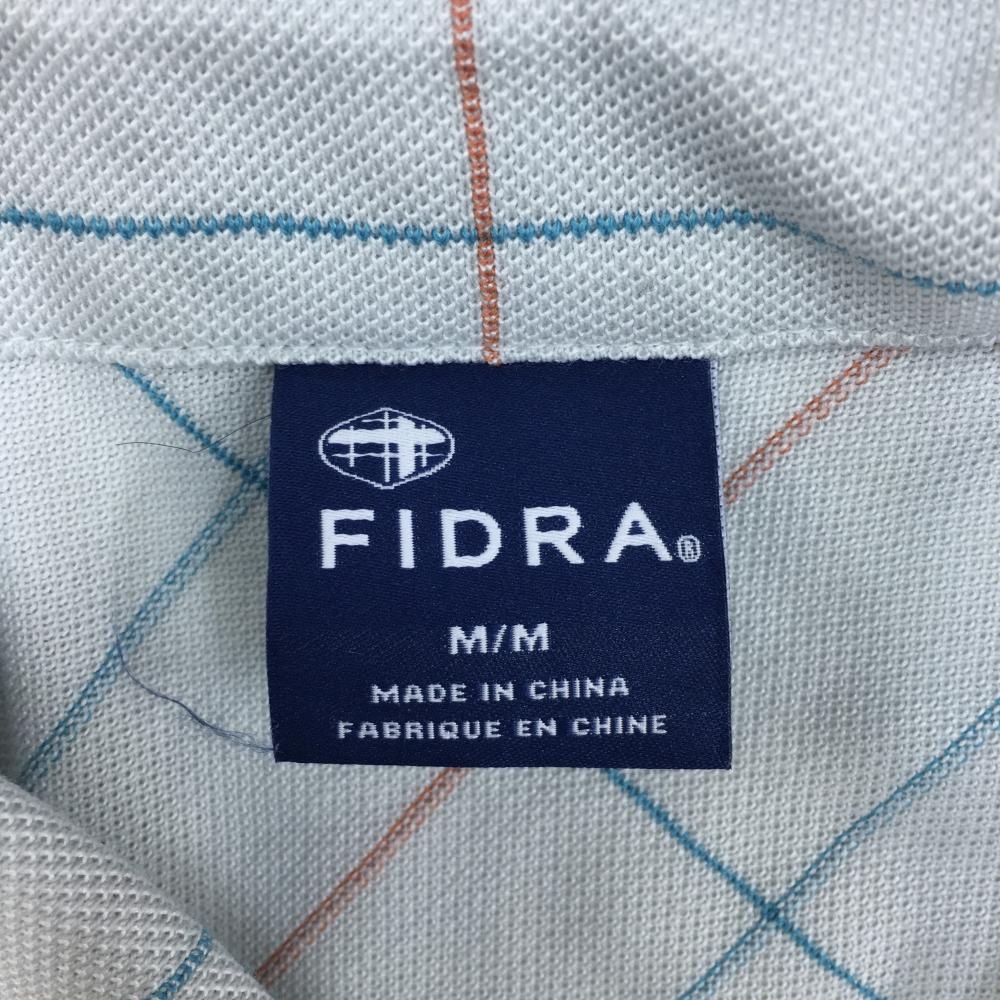 FIDRA®
M/M
MADE IN CHINA
FABRIQUE EN CHINE